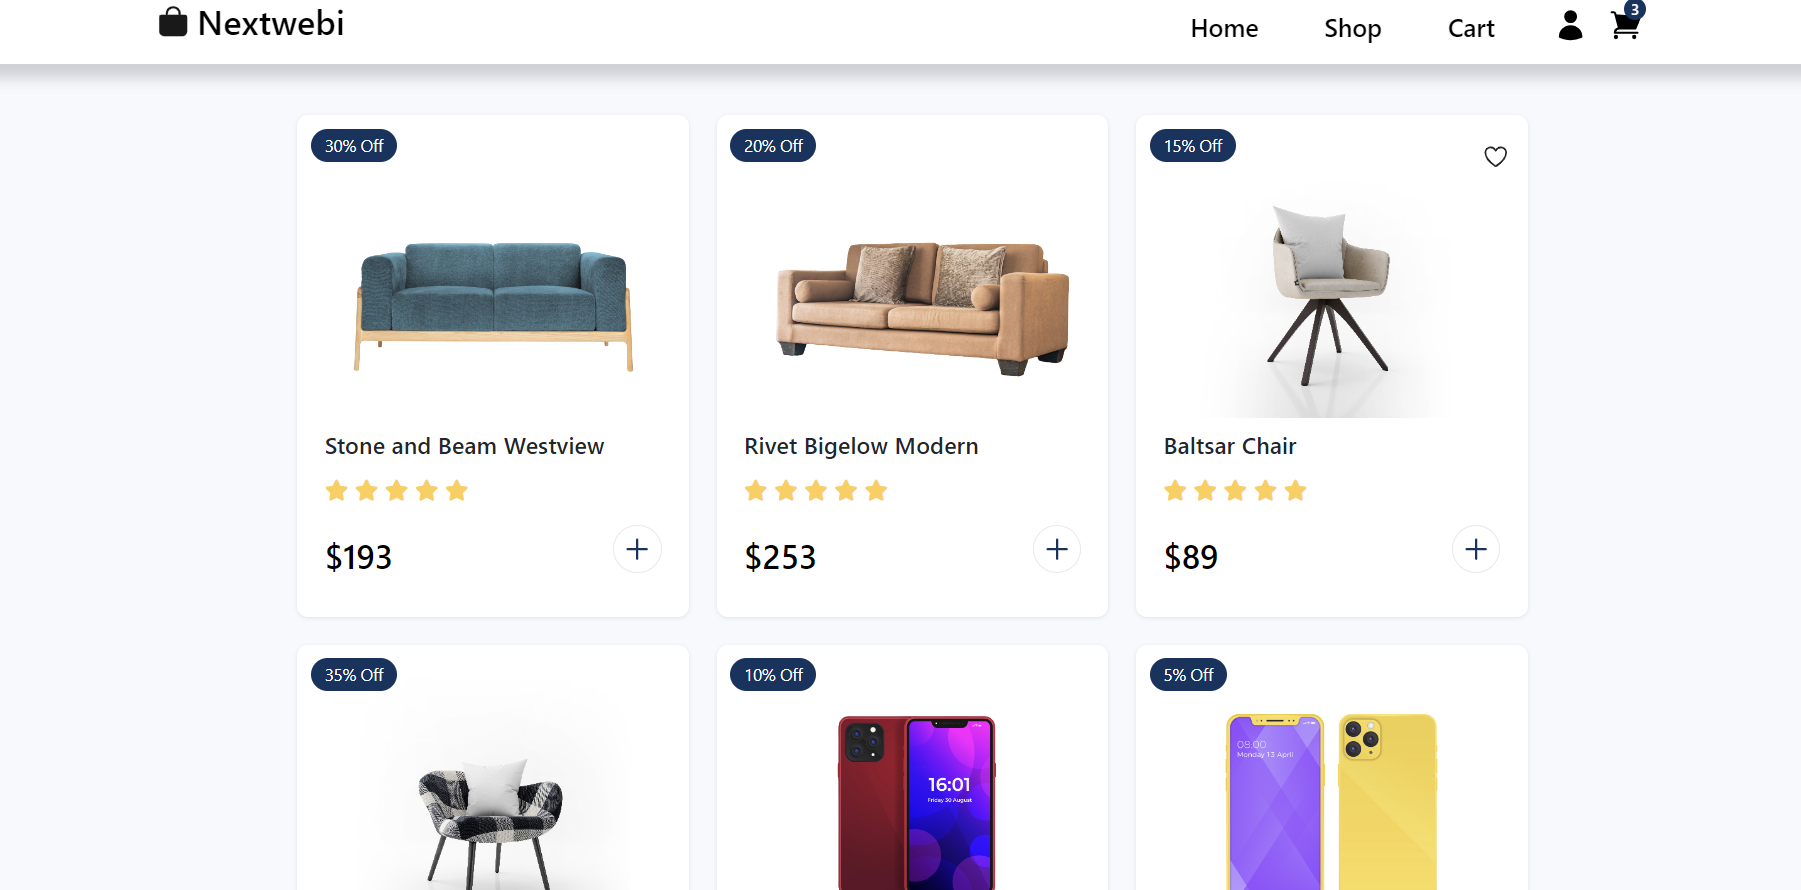 Nextwebi
Home
Shop
Cart
3
30% Off
20% Off
15% Off
Stone and Beam Westview
Rivet Bigelow Modern
Baltsar Chair
$193
$253
$89
35% Off
10% Off
5% Off
16:01
Friday 30 August
08.00
Monday 13 April